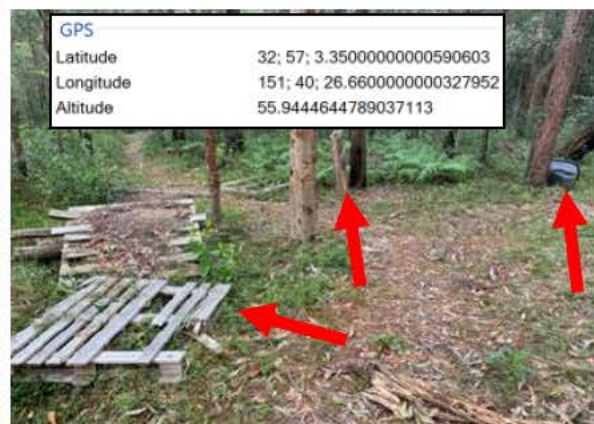 GPS
Latitude 32; 57; 3.35000000000590603
Longitude 151; 40; 26.6600000000327952
Altitude 55.9444644789037113